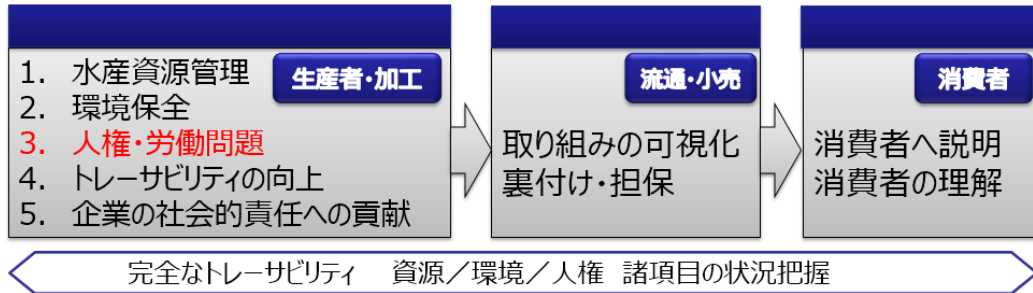 生産者・加工
1. 水産資源管理
2. 環境保全
3. 人権・労働問題
4. トレーサビリティの向上
5. 企業の社会的責任への貢献
流通・小売
取り組みの可視化
裏付け・担保
消費者
消費者へ説明
消費者の理解
完全なトレーサビリティ 資源／環境／人権 諸項目の状況把握